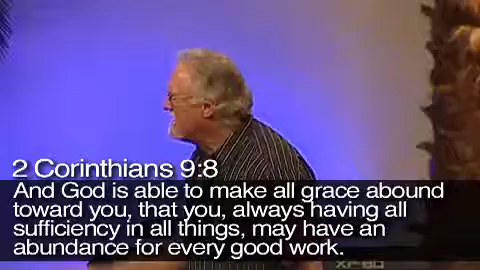 2 Corinthians 9:8
And God is able to make all grace abound
toward you, that you, always having all
sufficiency in all things, may have an
abundance for every good work.